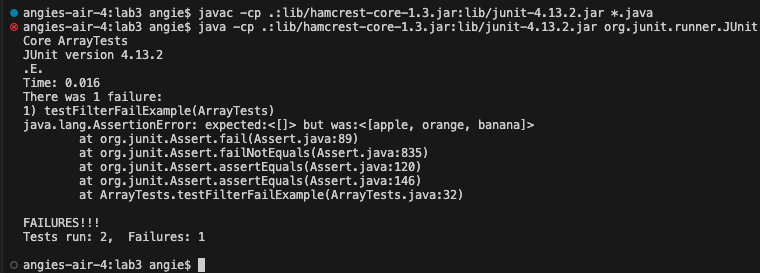 angies-air-4:lab3 angie$ javac -cp .:lib/hamcrest-core-1.3.jar:lib/junit-4.13.2.jar *.java
angies-air-4:lab3 angie$ java -cp .:lib/hamcrest-core-1.3.jar:lib/junit-4.13.2.jar org.junit.runner.JUnit
Core ArrayTests
JUnit version 4.13.2
.E.
Time: 0.016
There was 1 failure:
1) testFilterFailExample(ArrayTests)
java.lang.AssertionError: expected:<[]> but was:<[apple, orange, banana]>
        at org.junit.Assert.fail(Assert.java:89)
        at org.junit.Assert.failNotEquals(Assert.java:835)
        at org.junit.Assert.assertEquals(Assert.java:120)
        at org.junit.Assert.assertEquals(Assert.java:146)
        at ArrayTests.testFilterFailExample(ArrayTests.java:32)
FAILURES!!!
Tests run: 2,  Failures: 1
angies-air-4:lab3 angie$